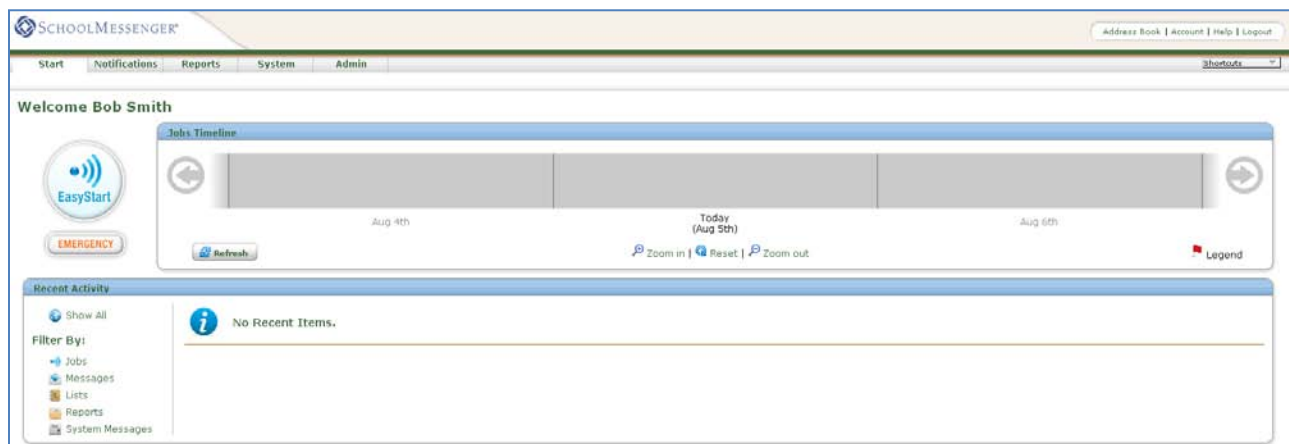 SCHOOLMESSENGER®
Address Book | Account | Help | Logout
Start Notifications Reports System Admin
Shortcuts
Welcome Bob Smith
Jobs Timeline
EasyStart
EMERGENCY
Aug 4th
Today
(Aug 5th)
Aug 6th
Refresh
Zoom in | Reset | Zoom out
Legend
Recent Activity
Show All
No Recent Items.
Filter By:
Jobs
Messages
Lists
Reports
System Messages